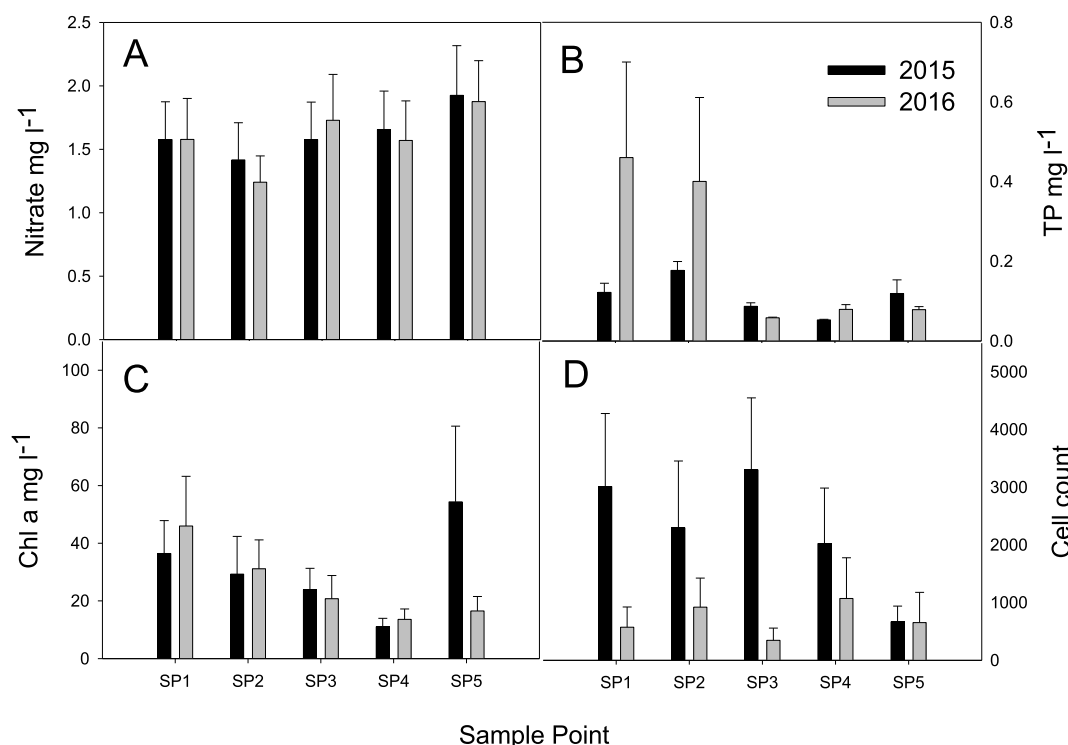 A
Nitrate mg l-1
2.5
2.0
1.5
1.0
0.5
0.0
B
2015
2016
TP mg l-1
0.8
0.6
0.4
0.2
0.0
C
Chl a mg l-1
100
80
60
40
20
0
SP1 SP2 SP3 SP4 SP5
D
Cell count
5000
4000
3000
2000
1000
0
SP1 SP2 SP3 SP4 SP5
Sample Point